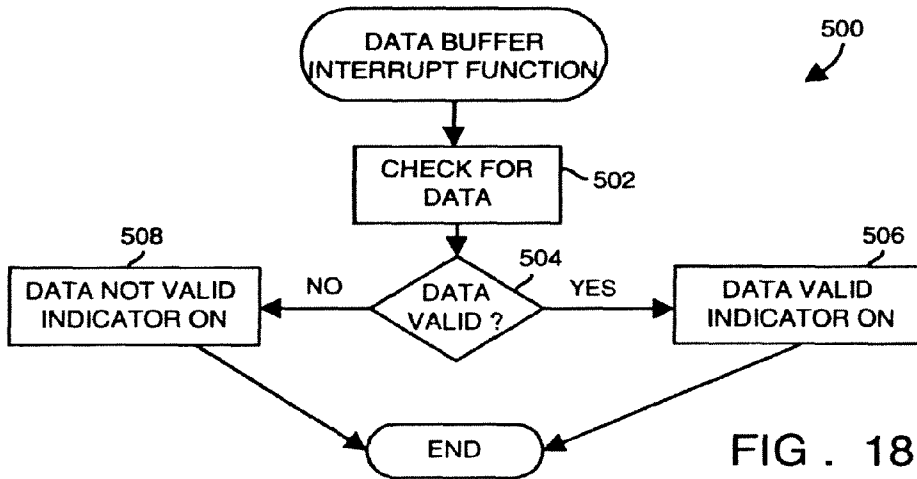 DATA BUFFER
INTERRUPT FUNCTION
500
CHECK FOR
DATA
502
508
504
506
DATA NOT VALID
INDICATOR ON
NO
DATA
VALID ?
YES
DATA VALID
INDICATOR ON
END
FIG . 18